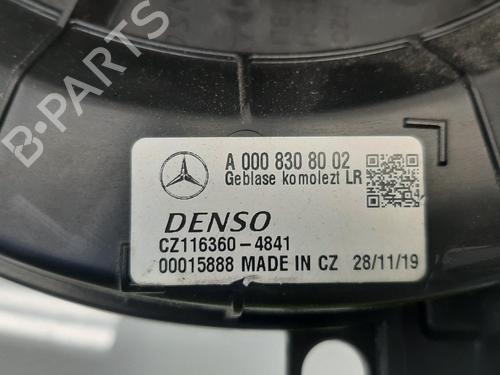 B-PARTS
A 000 830 80 02
Geblase komolezt LR
DENSO
CZ116360-4841
00015888 MADE IN CZ 28/11/19